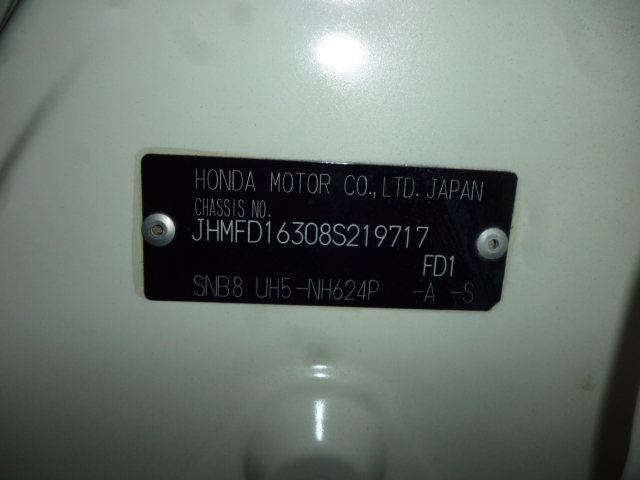 HONDA MOTOR CO.,LTD. JAPAN
CHASSIS NO.
JHMFD16308S219717
FD1
SNB8 UH5-NH624P -A -S